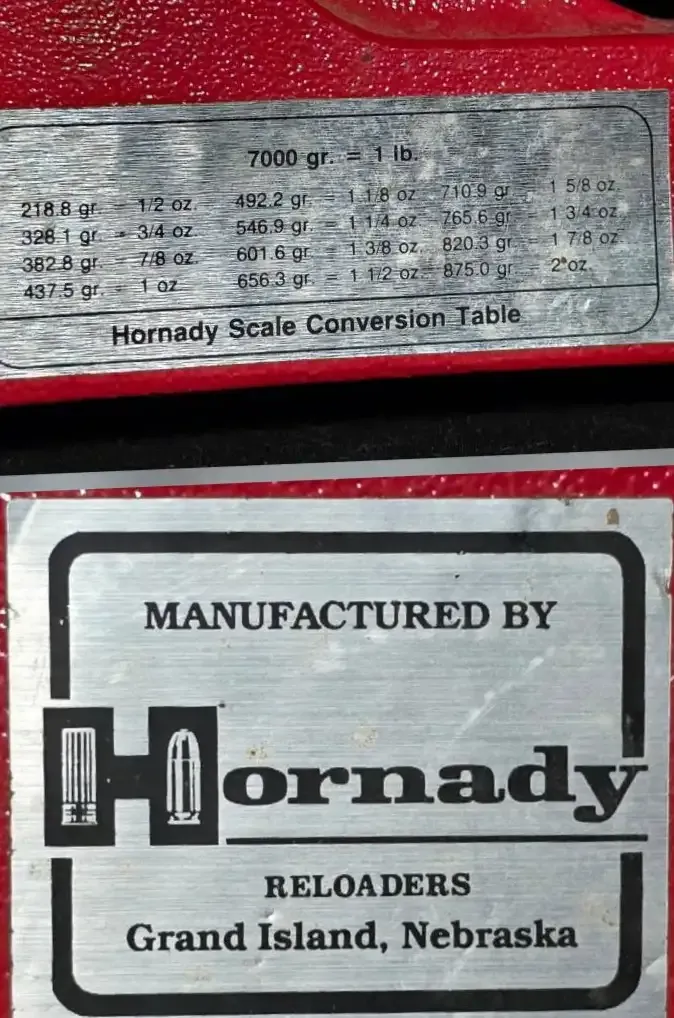 7000 gr. = 1 lb.
218.8 gr. = 1/2 oz. 492.2 gr. = 1 1/8 oz. 710.9 gr. = 1 5/8 oz.
328.1 gr. = 3/4 oz. 546.9 gr. = 1 1/4 oz. 765.6 gr. = 1 3/4 oz.
382.8 gr. = 7/8 oz. 601.6 gr. = 1 3/8 oz. 820.3 gr. = 1 7/8 oz.
437.5 gr. = 1 oz. 656.3 gr. = 1 1/2 oz. 875.0 gr. = 2 oz.
Hornady Scale Conversion Table
MANUFACTURED BY
Hornady
RELOADERS
Grand Island, Nebraska